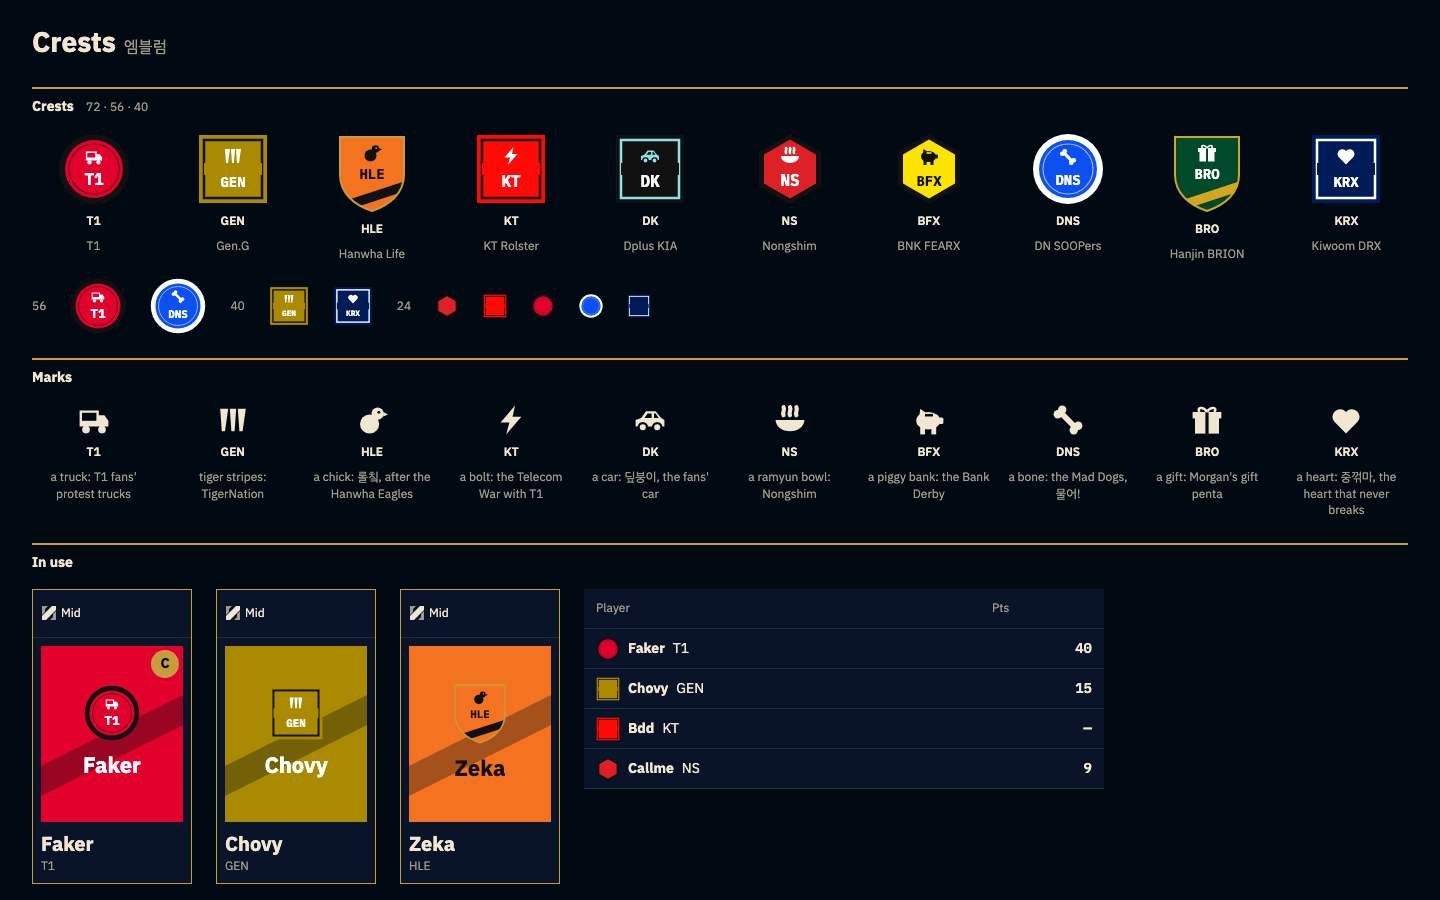 Crests 엠블럼
Crests 72 · 56 · 40
T1 GEN HLE KT DK NS BFX DNS BRO KRX
T1 GEN HLE KT DK NS BFX DNS BRO KRX
T1 Gen.G Hanwha Life KT Rolster Dplus KIA Nongshim BNK FEARX DN SOOPers Hanjin BRION Kiwoom DRX
56 T1 DNS 40 GEN KRX 24
Marks
T1 GEN HLE KT DK NS BFX DNS BRO KRX
a truck: T1 fans'
protest trucks
tiger stripes:
TigerNation
a chick: 롤칰, after the
Hanwha Eagles
a bolt: the Telecom
War with T1
a car: 딮붕이, the fans'
car
a ramyun bowl:
Nongshim
a piggy bank: the Bank
Derby
a bone: the Mad Dogs,
물어!
a gift: Morgan's gift
penta
a heart: 중꺾마, the
heart that never
breaks
In use
Mid
C
T1
Faker
Faker
T1
Mid
GEN
Chovy
Chovy
GEN
Mid
HLE
Zeka
Zeka
HLE
Player Pts
Faker T1 40
Chovy GEN 15
Bdd KT –
Callme NS 9